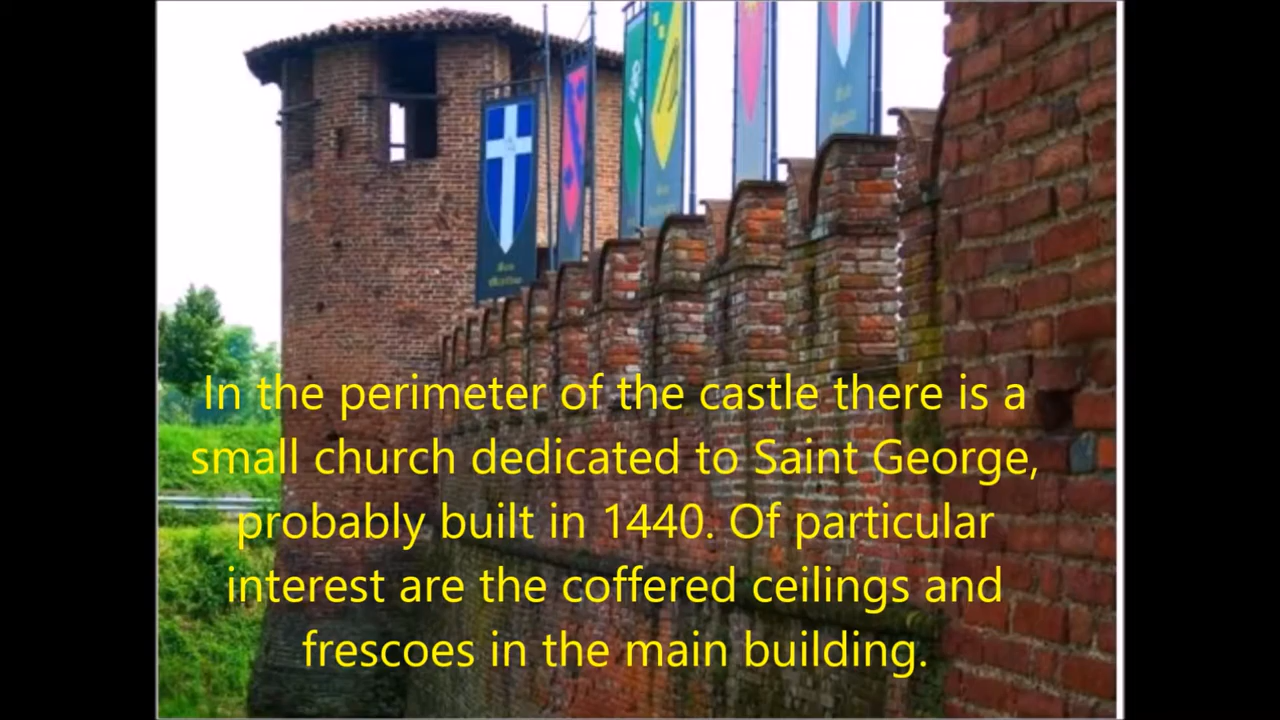 In the perimeter of the castle there is a
small church dedicated to Saint George,
probably built in 1440. Of particular
interest are the coffered ceilings and
frescoes in the main building.